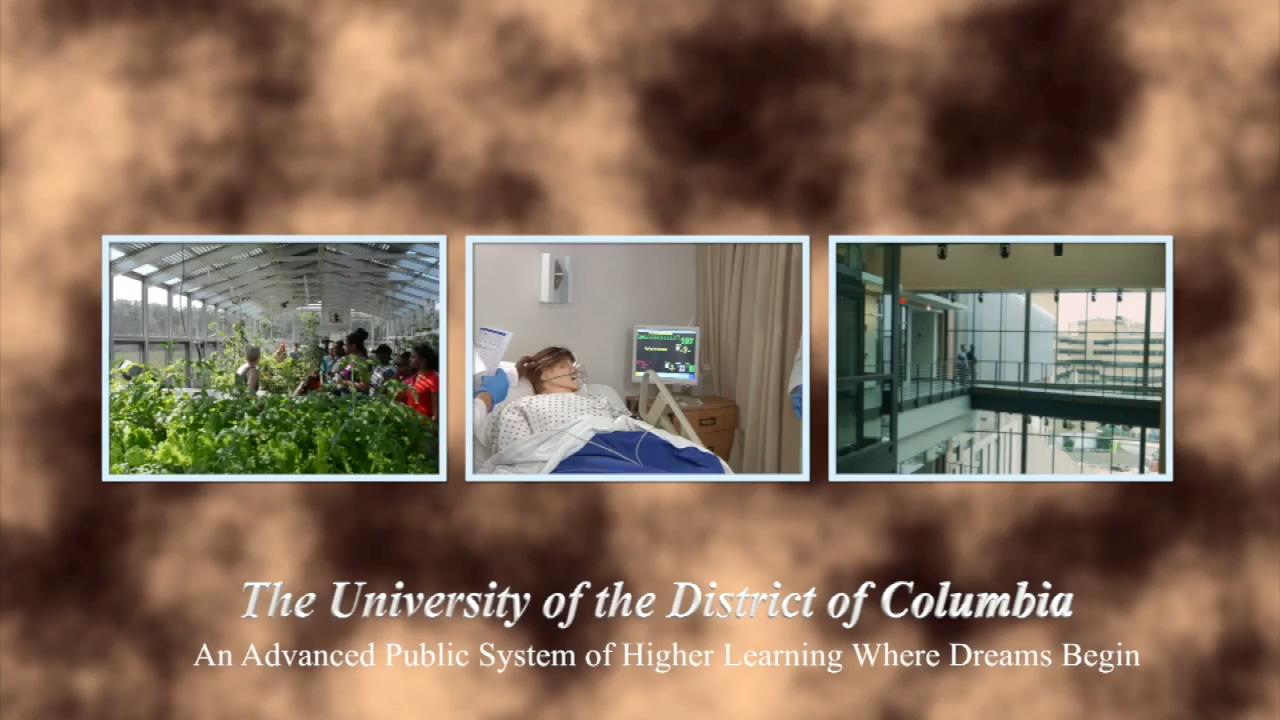 The University of the District of Columbia
An Advanced Public System of Higher Learning Where Dreams Begin